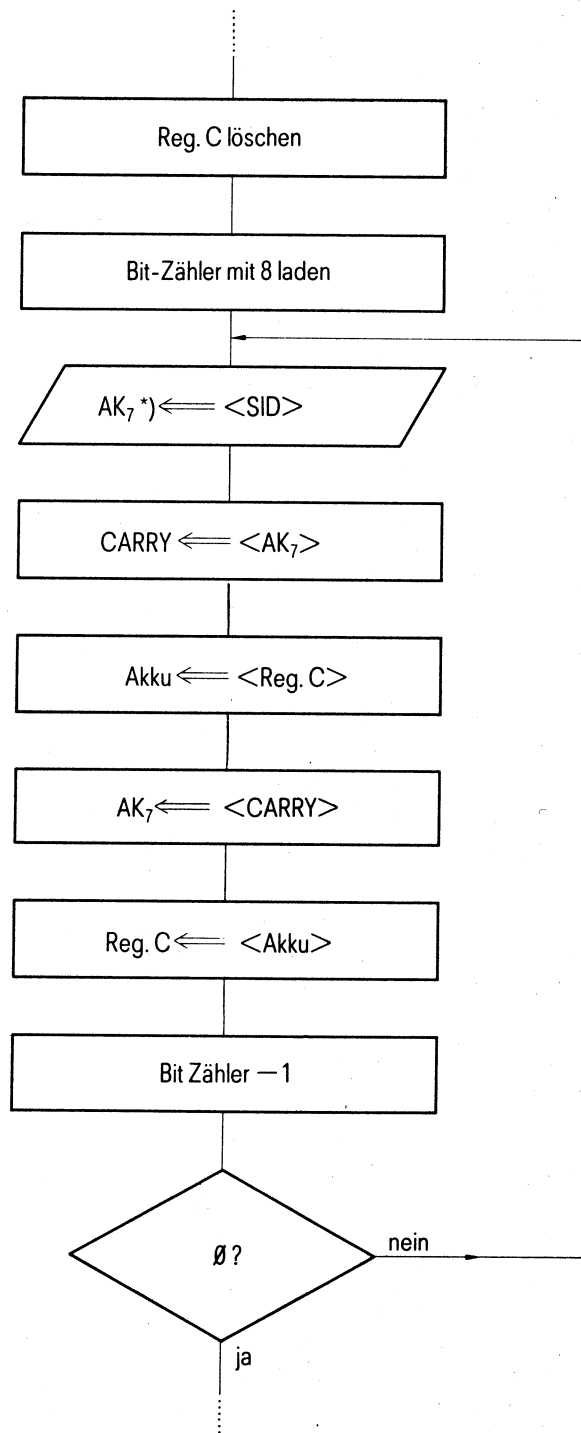 Reg. C löschen
Bit-Zähler mit 8 laden
AK₇ *) ⇐ <SID>
CARRY ⇐ <AK₇>
Akku ⇐ <Reg. C>
AK₇ ⇐ <CARRY>
Reg. C ⇐ <Akku>
Bit Zähler — 1
Ø ?
nein
ja